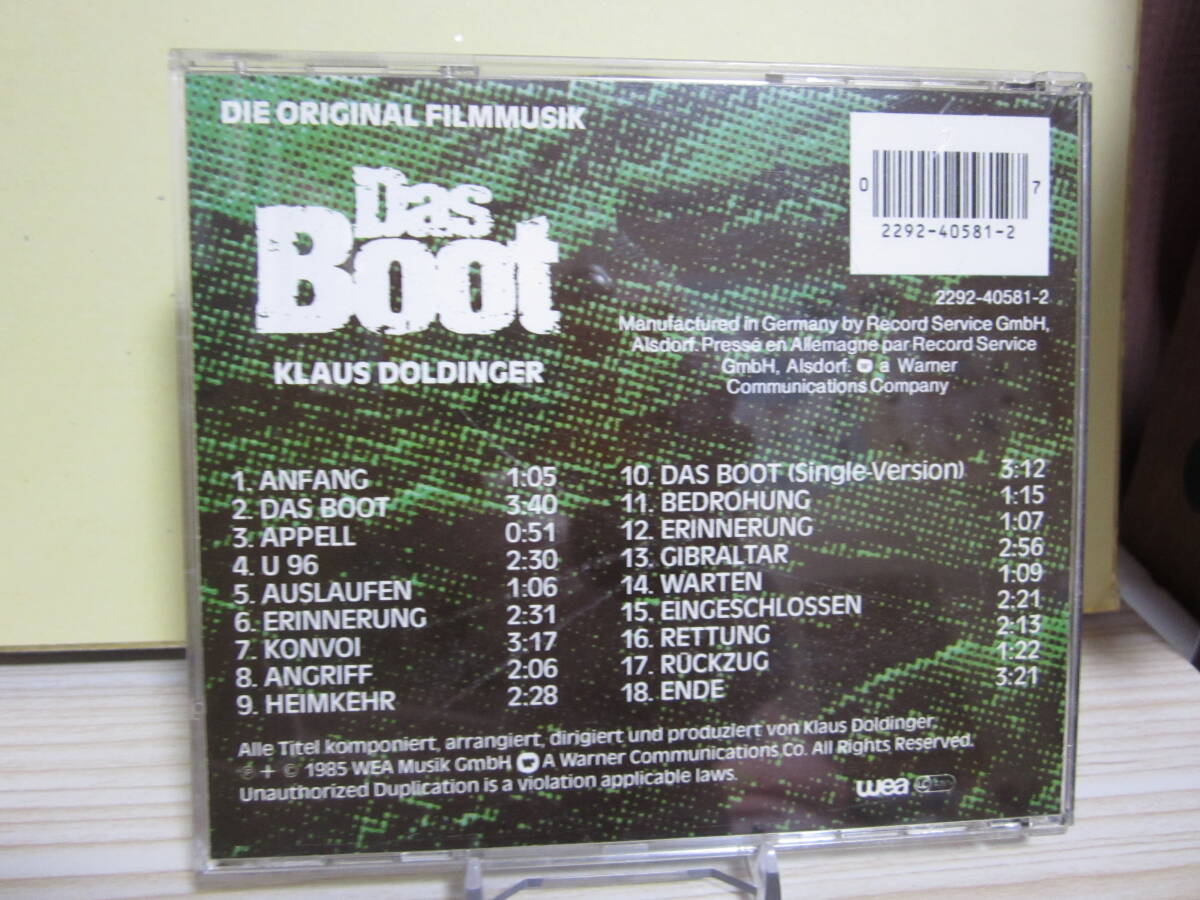 DIE ORIGINAL FILMMUSIK
Das
Boot
KLAUS DOLDINGER
0 7
2292-40581-2
2292-40581-2
Manufactured in Germany by Record Service GmbH,
Alsdorf. Pressé en Allemagne par Record Service
GmbH, Alsdorf. a Warner
Communications Company
1. ANFANG 1:05
2. DAS BOOT 3:40
3. APPELL 0:51
4. U 96 2:30
5. AUSLAUFEN 1:06
6. ERINNERUNG 2:31
7. KONVOI 3:17
8. ANGRIFF 2:06
9. HEIMKEHR 2:28
10. DAS BOOT (Single-Version) 3:12
11. BEDROHUNG 1:15
12. ERINNERUNG 1:07
13. GIBRALTAR 2:56
14. WARTEN 1:09
15. EINGESCHLOSSEN 2:21
16. RETTUNG 2:13
17. RÜCKZUG 1:22
18. ENDE 3:21
Alle Titel komponiert, arrangiert, dirigiert und produziert von Klaus Doldinger.
℗ + © 1985 WEA Musik GmbH A Warner Communications Co. All Rights Reserved.
Unauthorized Duplication is a violation applicable laws.
wea